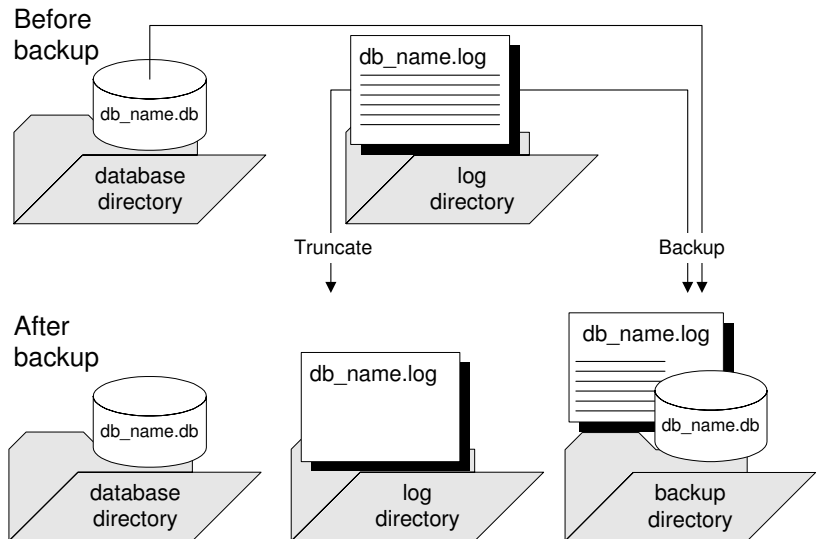 Before
backup
db_name.log
db_name.db
database
directory
log
directory
Truncate
Backup
After
backup
db_name.log
db_name.log
db_name.db
db_name.db
database
directory
log
directory
backup
directory